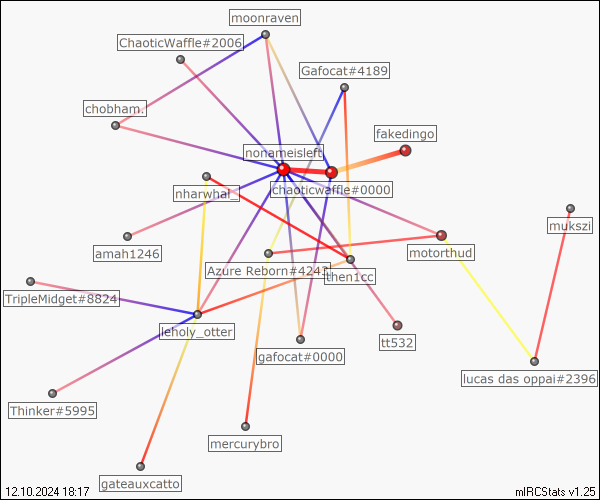 moonraven
ChaoticWaffle#2006
Gafocat#4189
chobham.
fakedingo
nonameisleft
chaoticwaffle#0000
nharwhal_
mukszi
amah1246
motorthud
Azure Reborn#4243
then1cc
TripleMidget#8824
leholy_otter
tt532
gafocat#0000
lucas das oppai#2396
Thinker#5995
mercurybro
gateauxcatto
12.10.2024 18:17
mIRCStats v1.25